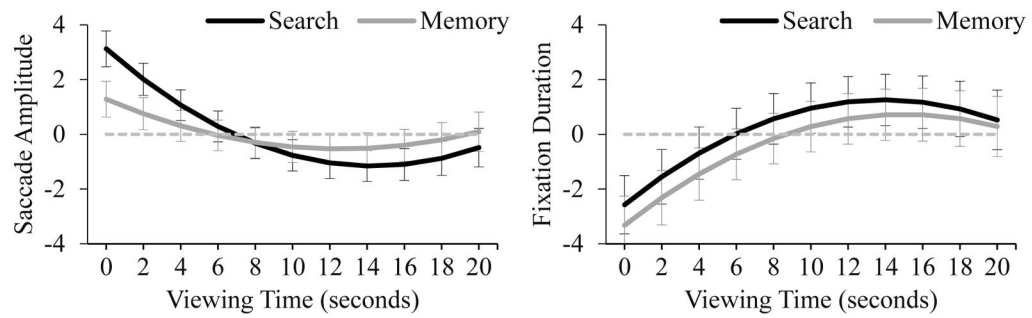 Search Memory
Saccade Amplitude
4
2
0
-2
-4
0 2 4 6 8 10 12 14 16 18 20
Viewing Time (seconds)
Search Memory
Fixation Duration
4
2
0
-2
-4
0 2 4 6 8 10 12 14 16 18 20
Viewing Time (seconds)